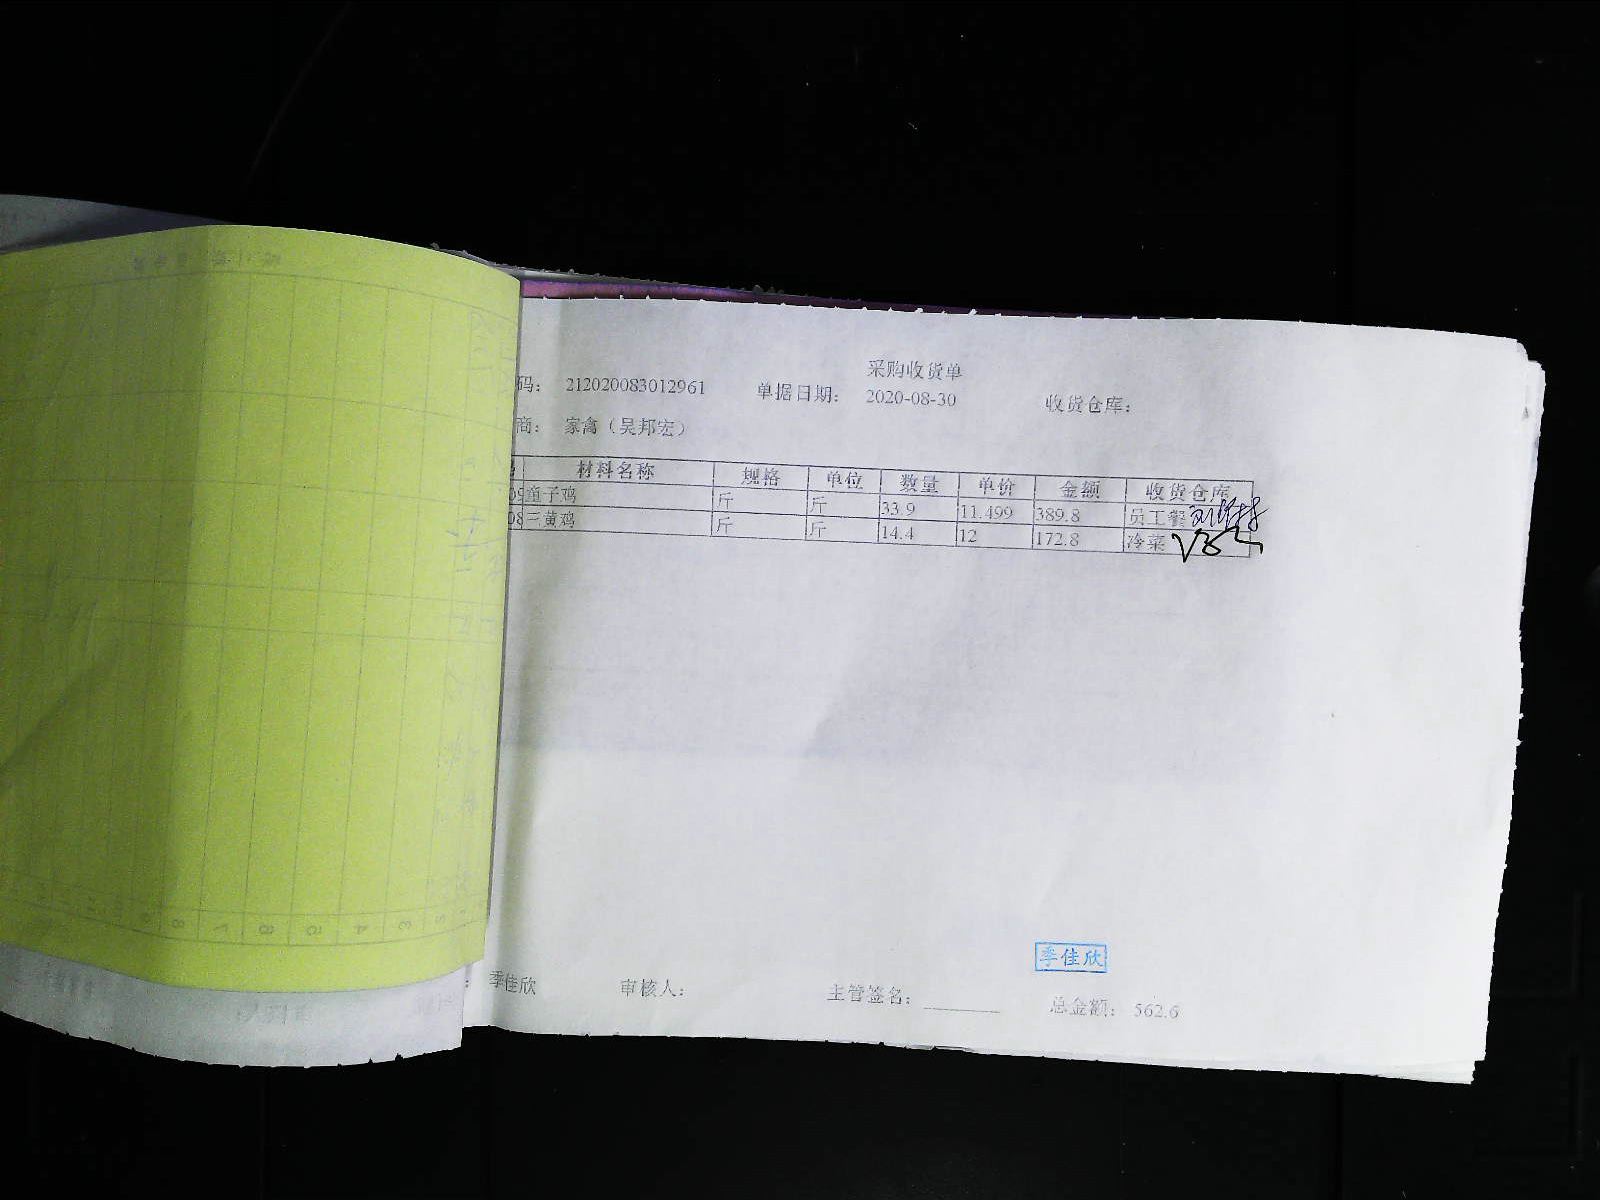 采购收货单
码： 212020083012961 单据日期： 2020-08-30 收货仓库：
商： 家禽（吴邦宏）
材料名称 规格 单位 数量 单价 金额 收货仓库
童子鸡 斤 斤 33.9 11.499 389.8 员工餐
08 三黄鸡 斤 斤 14.4 12 172.8 冷菜
季佳欣
季佳欣 审核人： 主管签名： 总金额： 562.6